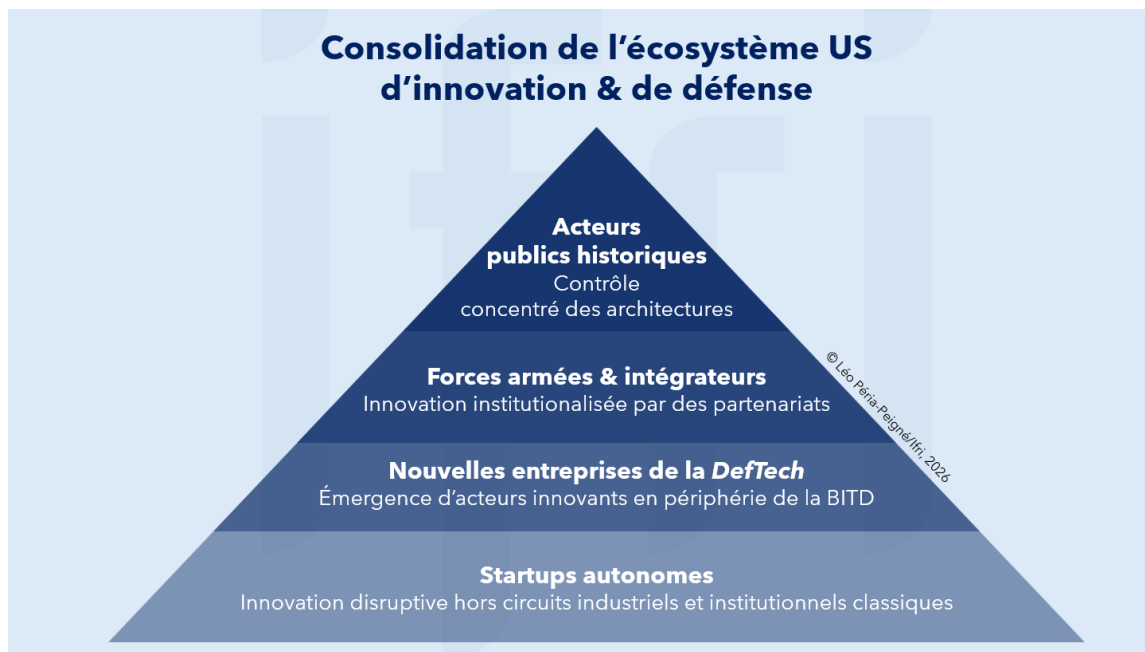 Consolidation de l’écosystème US
d’innovation & de défense
Acteurs
publics historiques
Contrôle
concentré des architectures
Forces armées & intégrateurs
Innovation institutionalisée par des partenariats
© Léo Péria-Peigné/Ifri, 2026
Nouvelles entreprises de la DefTech
Émergence d’acteurs innovants en périphérie de la BITD
Startups autonomes
Innovation disruptive hors circuits industriels et institutionnels classiques
ifri